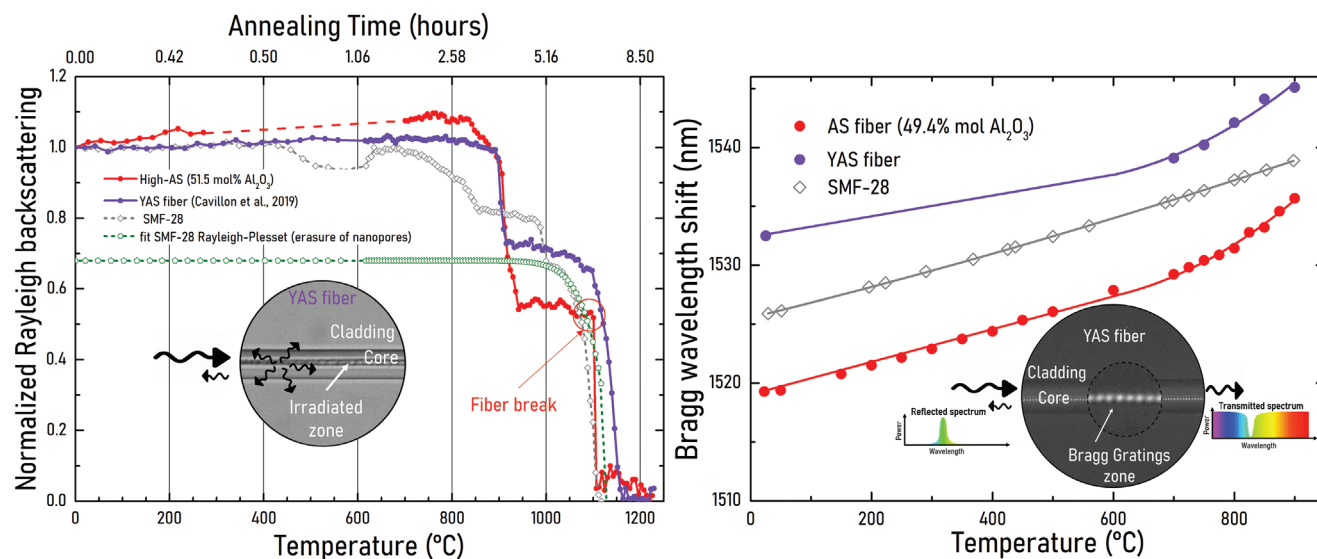 Annealing Time (hours)
0.00 0.42 0.50 1.06 2.58 5.16 8.50
Normalized Rayleigh backscattering
1.2
1.0
0.8
0.6
0.4
0.2
0.0
High-AS (51.5 mol% Al₂O₃)
YAS fiber (Cavillon et al., 2019)
SMF-28
fit SMF-28 Rayleigh-Plesset (erasure of nanopores)
YAS fiber
Cladding
Core
Irradiated
zone
Fiber break
0 200 400 600 800 1000 1200
Temperature (°C)
Bragg wavelength shift (nm)
1540
1530
1520
1510
AS fiber (49.4% mol Al₂O₃)
YAS fiber
SMF-28
YAS fiber
Cladding
Core
Bragg Gratings
zone
Reflected spectrum
Power
Wavelength
Transmitted spectrum
Power
Wavelength
0 200 400 600 800
Temperature (°C)